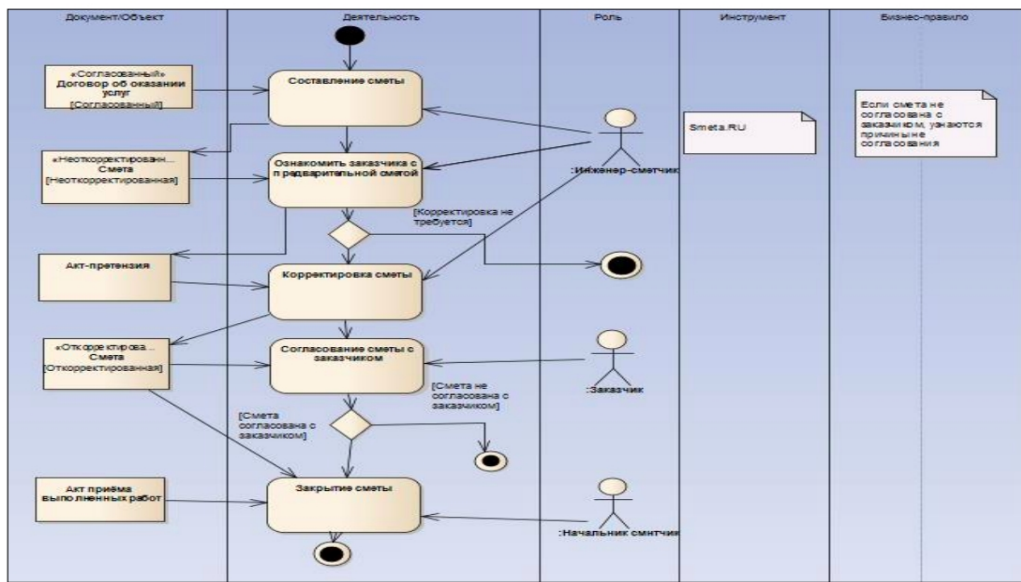 Документ/Объект
Деятельность
Роль
Инструмент
Бизнес-правило
«Согласованный»
Договор об оказании
услуг
[Согласованный]
Составление сметы
Smeta.RU
Если смета не
согласована с
заказчиком, узнаются
причины не
согласования
«Неоткорректированн...
Смета
[Неоткорректированная]
Ознакомить заказчика с
предварительной сметой
:Инженер-сметчик
[Корректировка не
требуется]
Акт-претензия
Корректировка сметы
«Откорректирова...
Смета
[Откорректированная]
Согласование сметы с
заказчиком
:Заказчик
[Смета не
согласована с
заказчиком]
[Смета
согласована с
заказчиком]
Акт приёма
выполненных работ
Закрытие сметы
:Начальник смнтчик